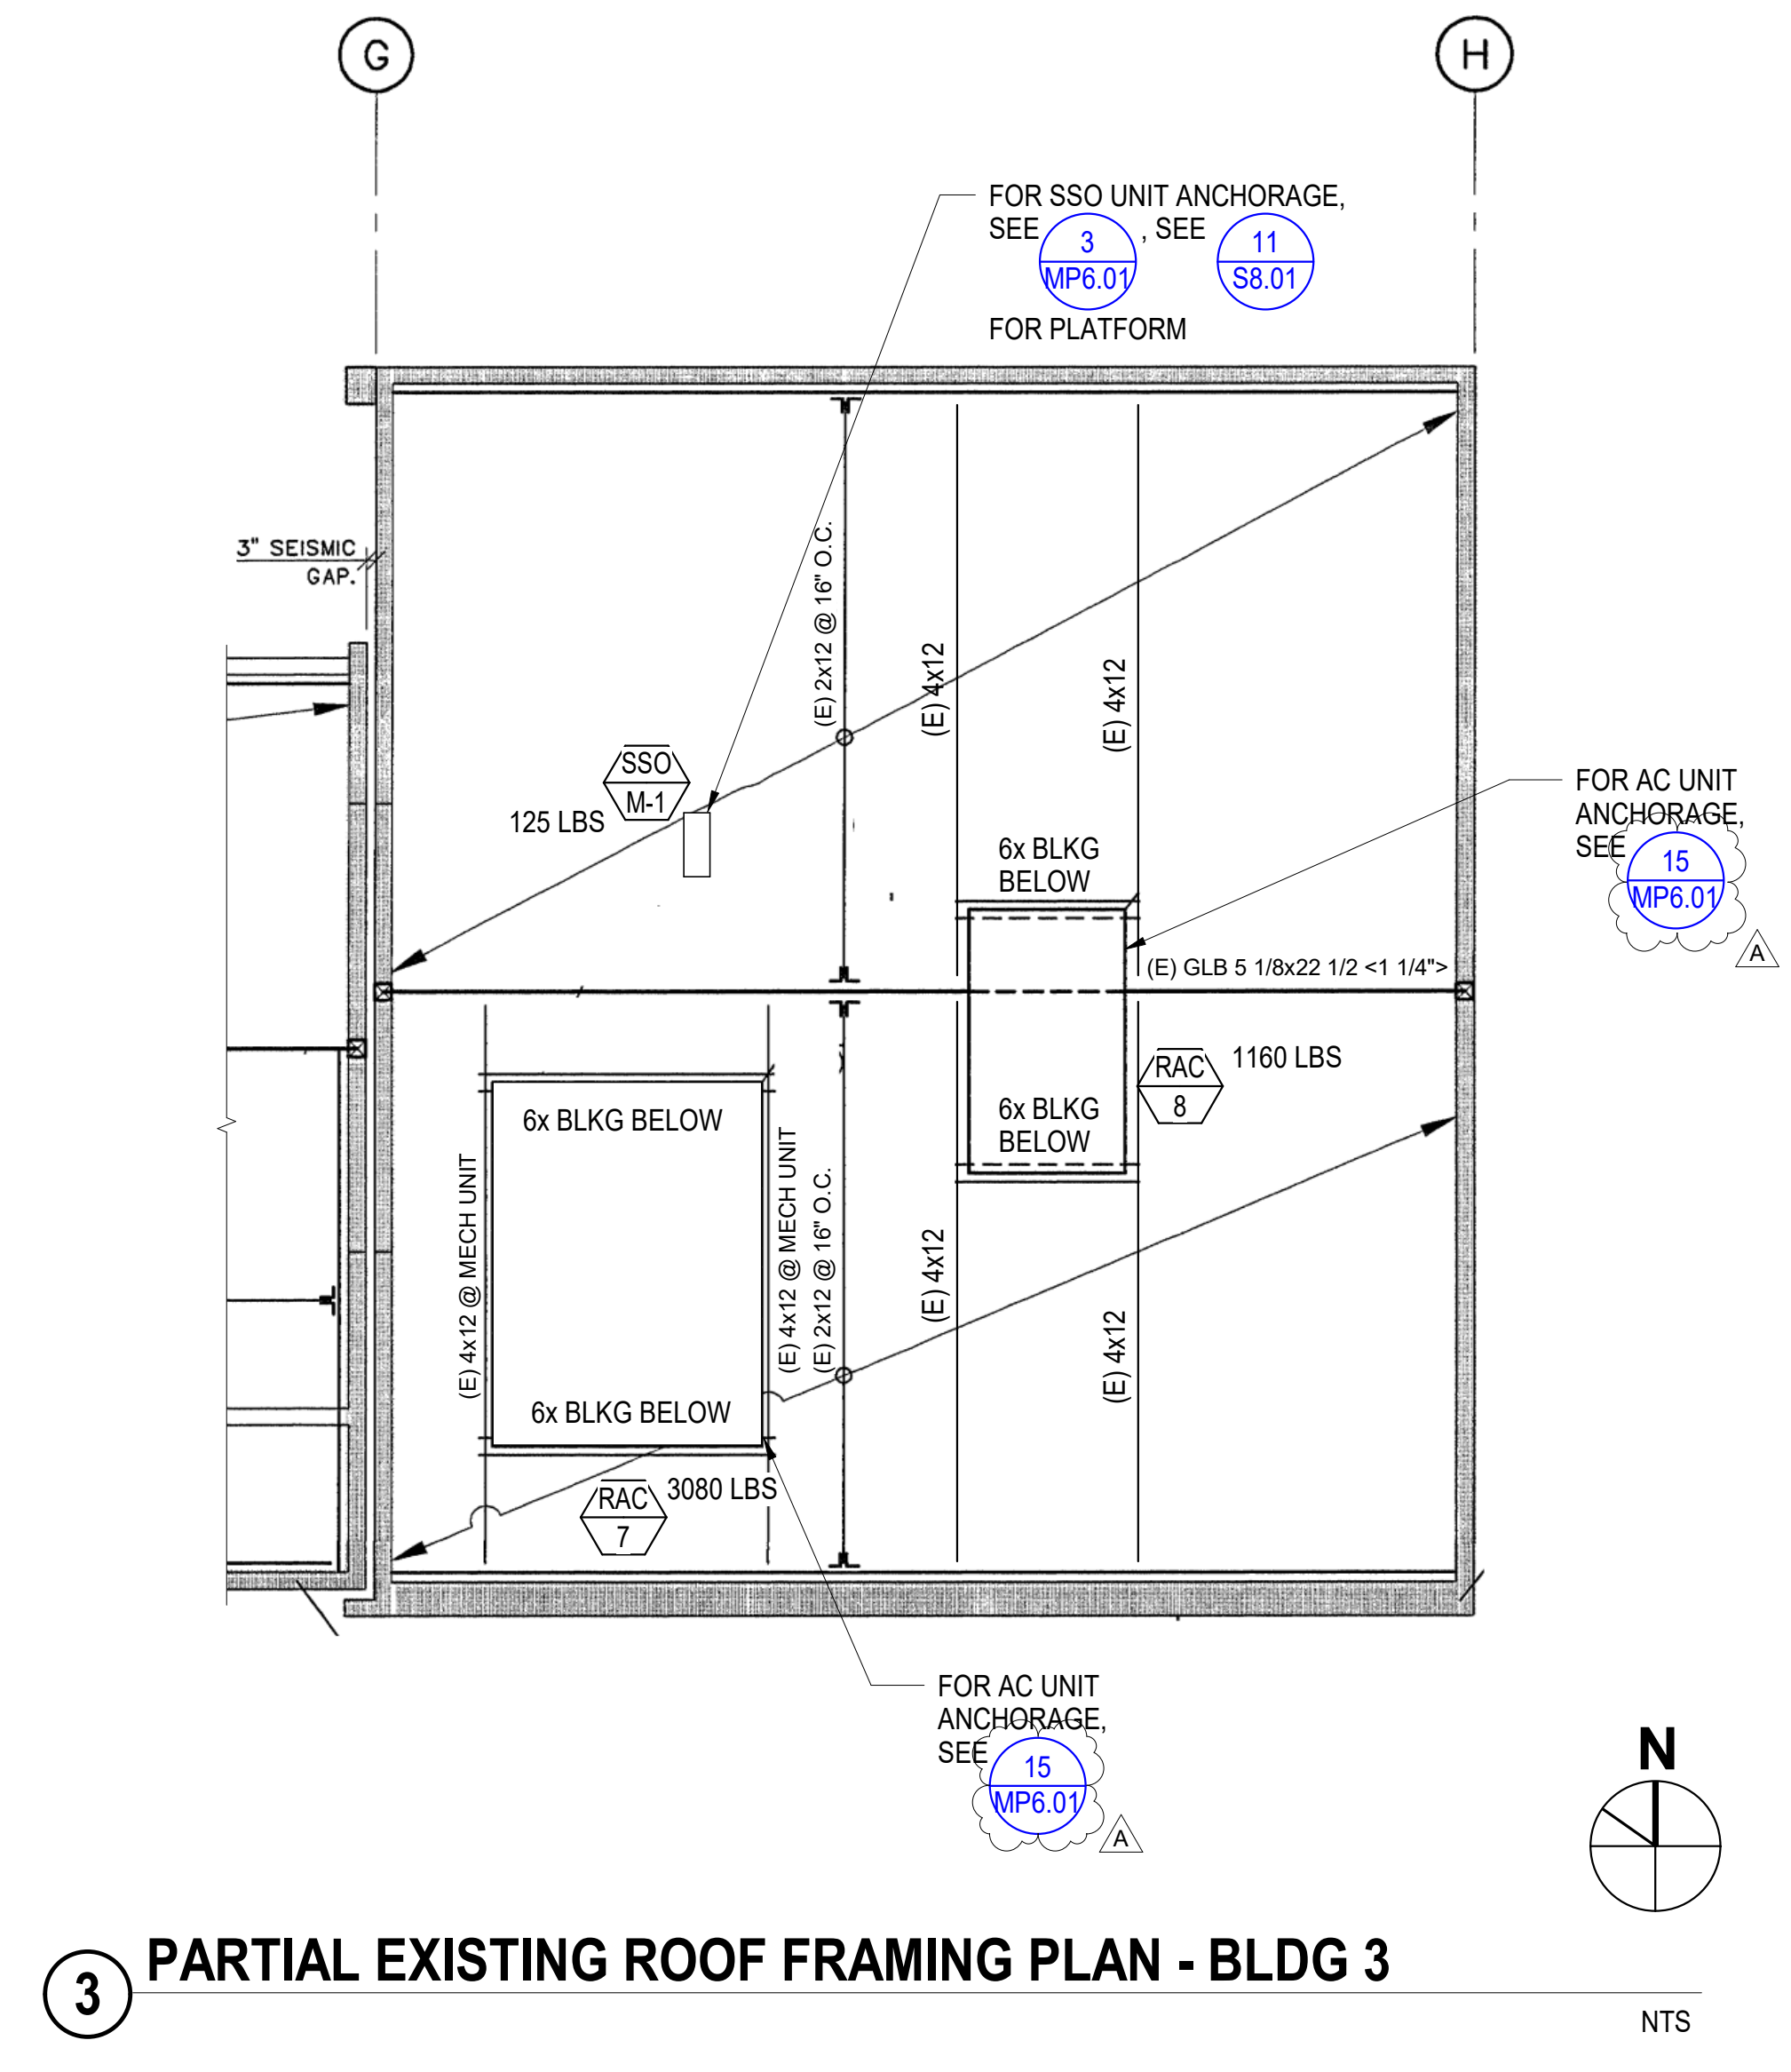 G
H
FOR SSO UNIT ANCHORAGE,
SEE 3 MP6.01 , SEE 11 S8.01
FOR PLATFORM
3" SEISMIC
GAP.
(E) 2x12 @ 16" O.C.
(E) 4x12
(E) 4x12
SSO
M-1
125 LBS
FOR AC UNIT
ANCHORAGE,
SEE 15
MP6.01
A
6x BLKG
BELOW
(E) GLB 5 1/8x22 1/2 <1 1/4">
RAC
8
1160 LBS
6x BLKG
BELOW
6x BLKG BELOW
(E) 4x12 @ MECH UNIT
(E) 4x12 @ MECH UNIT
(E) 2x12 @ 16" O.C.
(E) 4x12
(E) 4x12
6x BLKG BELOW
RAC
7
3080 LBS
FOR AC UNIT
ANCHORAGE,
SEE 15
MP6.01
A
N
3
PARTIAL EXISTING ROOF FRAMING PLAN - BLDG 3
NTS